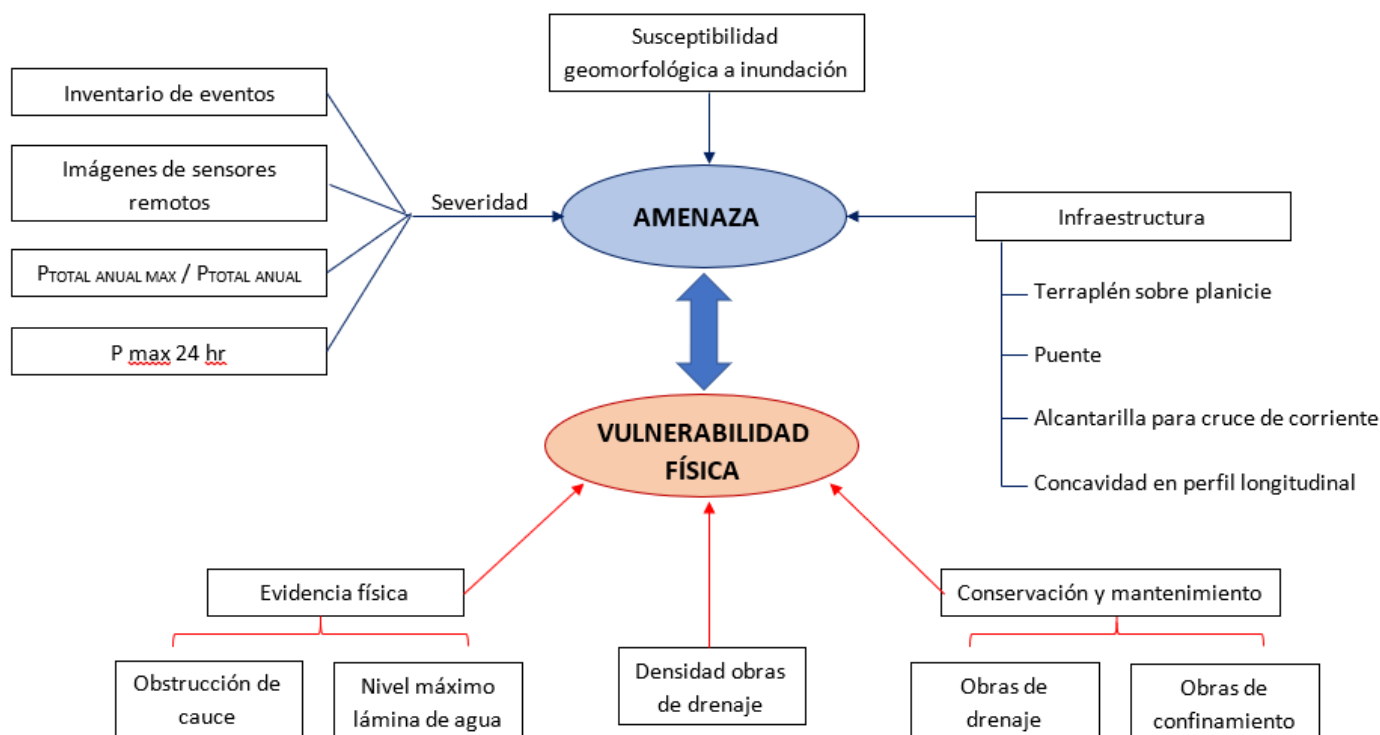 Susceptibilidad
geomorfológica a inundación
Inventario de eventos
Imágenes de sensores
remotos
PTOTAL ANUAL MAX / PTOTAL ANUAL
P max 24 hr
Severidad
AMENAZA
Infraestructura
Terraplén sobre planicie
Puente
Alcantarilla para cruce de corriente
Concavidad en perfil longitudinal
VULNERABILIDAD
FÍSICA
Evidencia física
Obstrucción de
cauce
Nivel máximo
lámina de agua
Densidad obras
de drenaje
Conservación y mantenimiento
Obras de
drenaje
Obras de
confinamiento